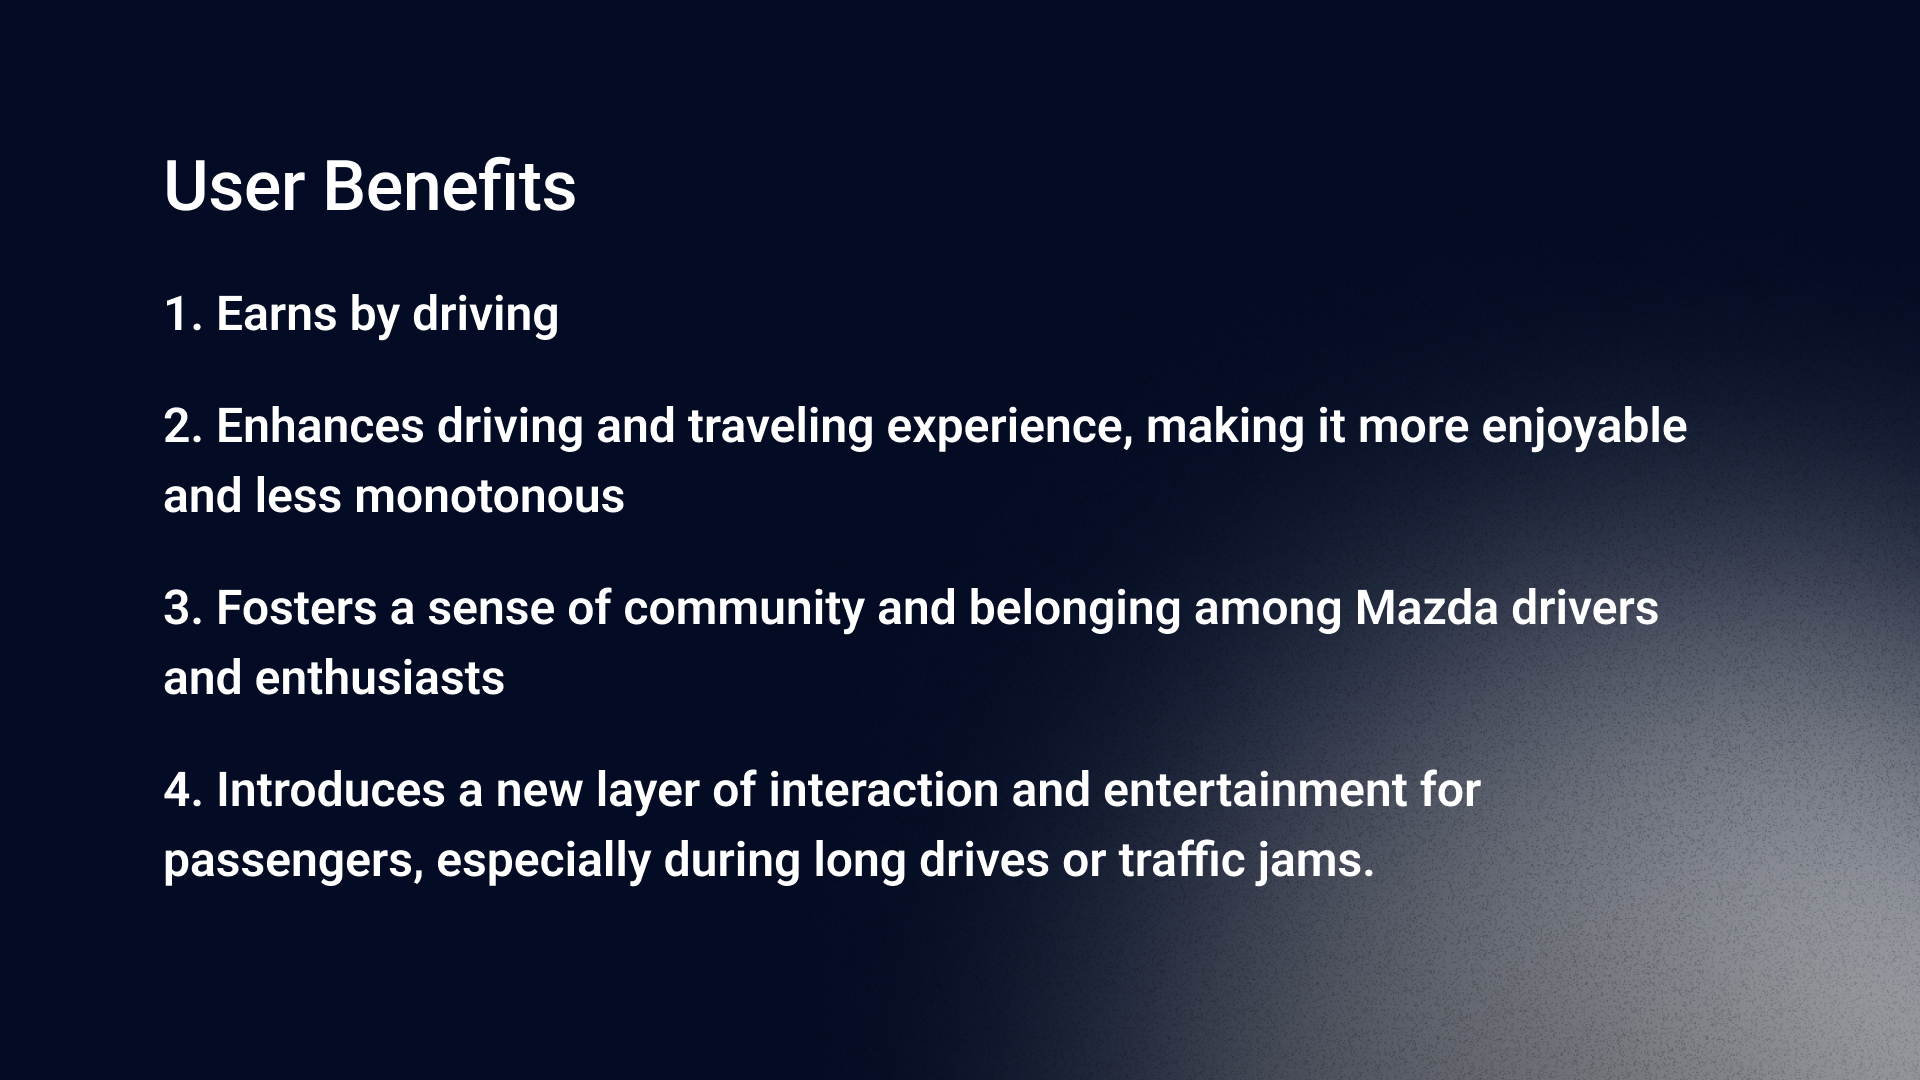 User Benefits
1. Earns by driving
2. Enhances driving and traveling experience, making it more enjoyable
and less monotonous
3. Fosters a sense of community and belonging among Mazda drivers
and enthusiasts
4. Introduces a new layer of interaction and entertainment for
passengers, especially during long drives or traffic jams.